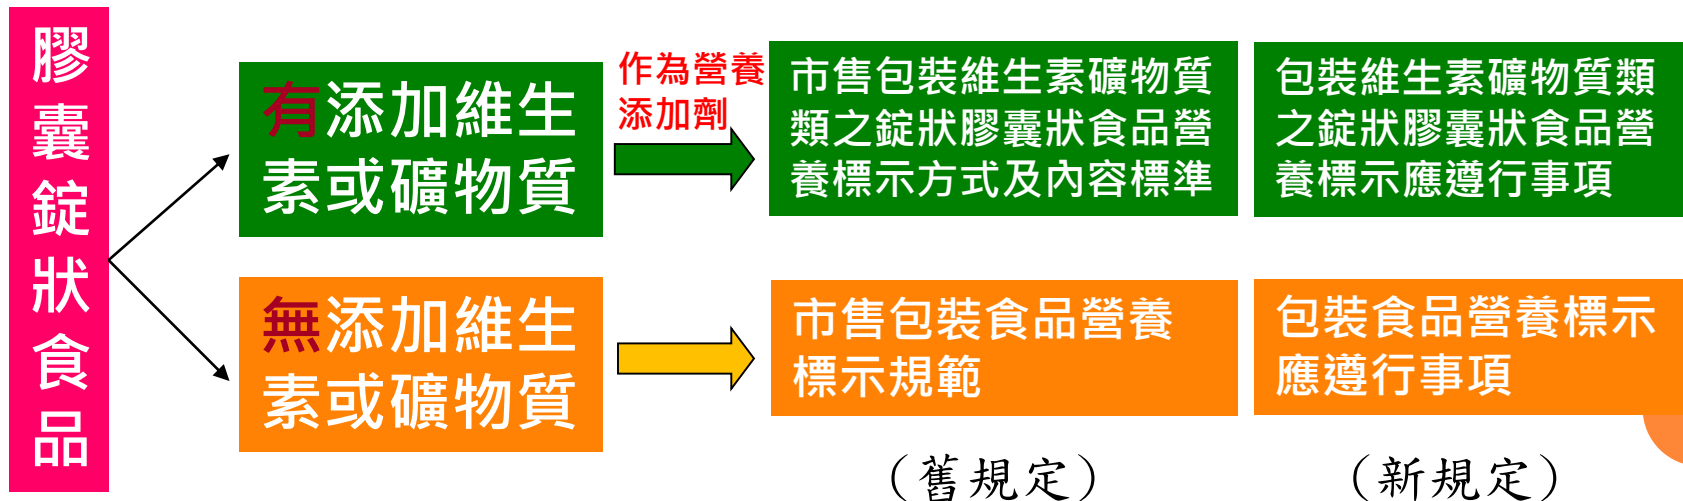 膠囊錠狀食品
有添加維生
素或礦物質
作為營養
添加劑
市售包裝維生素礦物質
類之錠狀膠囊狀食品營
養標示方式及內容標準
包裝維生素礦物質類
之錠狀膠囊狀食品營
養標示應遵行事項
無添加維生
素或礦物質
市售包裝食品營養
標示規範
包裝食品營養標示
應遵行事項
（舊規定）
（新規定）